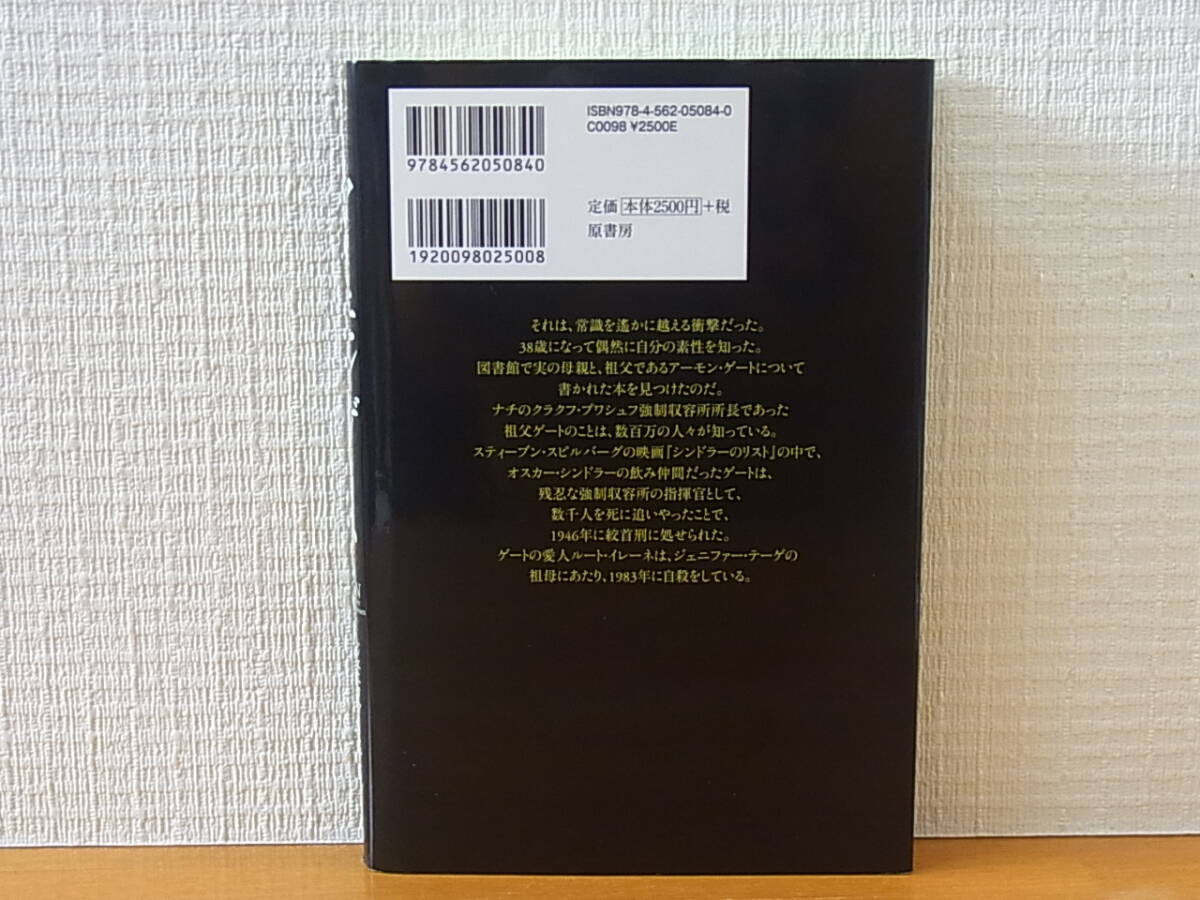 ISBN978-4-562-05084-0
C0098 ¥2500E
9784562050840
定価 本体2500円+税
原書房
1920098025008
それは、常識を遙かに越える衝撃だった。
38歳になって偶然に自分の素性を知った。
図書館で実の母親と、祖父であるアーモン・ゲートについて
書かれた本を見つけたのだ。
ナチのクラクフ・プワシュフ強制収容所所長であった
祖父ゲートのことは、数百万の人々が知っている。
スティーブン・スピルバーグの映画『シンドラーのリスト』の中で、
オスカー・シンドラーの飲み仲間だったゲートは、
残忍な強制収容所の指揮官として、
数千人を死に追いやったことで、
1946年に絞首刑に処せられた。
ゲートの愛人ルート・イレーネは、ジェニファー・テーゲの
祖母にあたり、1983年に自殺をしている。